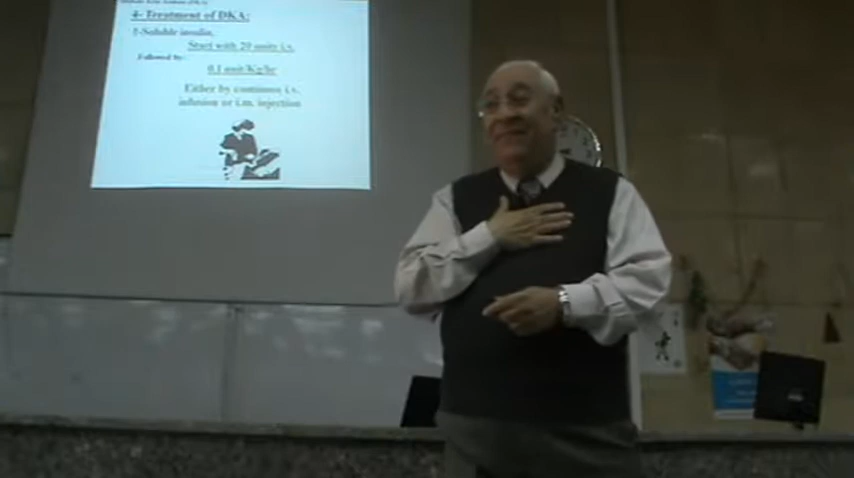 4- Treatment of DKA:
1-Soluble insulin,
Start with 20 units i.v.
Followed by:
0.1 unit/Kg/hr
Either by continous i.v.
infusion or i.m. injection